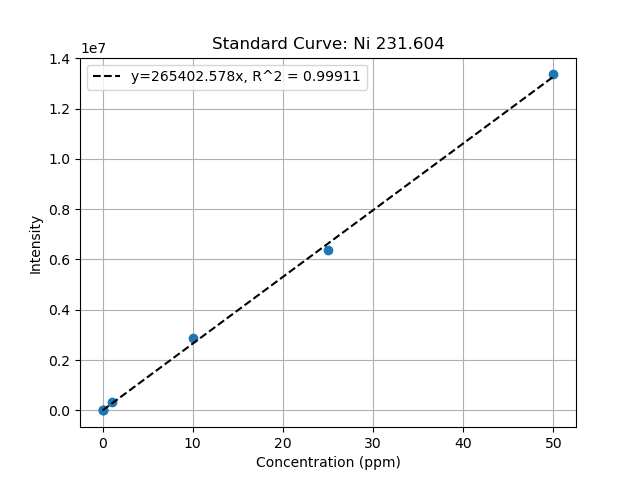 Standard Curve: Ni 231.604
1e7
y=265402.578x, R^2 = 0.99911
1.4
1.2
1.0
0.8
0.6
0.4
0.2
0.0
Intensity
0 10 20 30 40 50
Concentration (ppm)